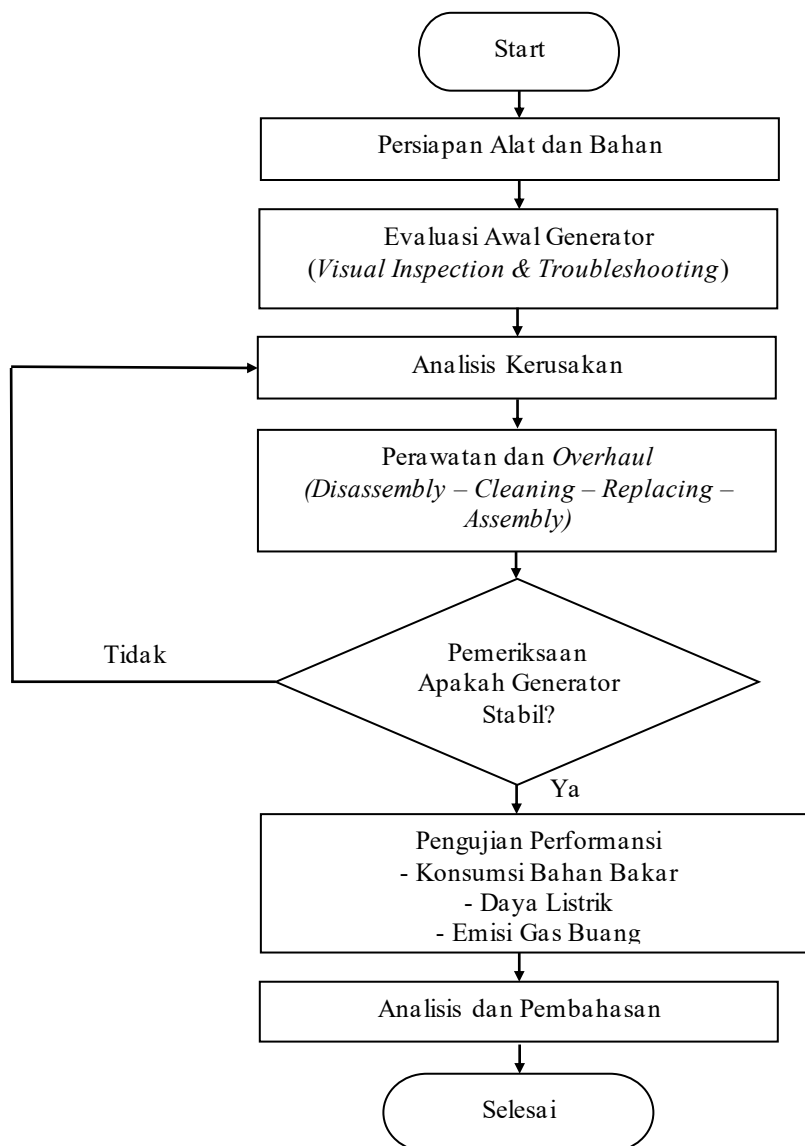 Start
Persiapan Alat dan Bahan
Evaluasi Awal Generator
(Visual Inspection & Troubleshooting)
Analisis Kerusakan
Perawatan dan Overhaul
(Disassembly – Cleaning – Replacing –
Assembly)
Tidak
Pemeriksaan
Apakah Generator
Stabil?
Ya
Pengujian Performansi
- Konsumsi Bahan Bakar
- Daya Listrik
- Emisi Gas Buang
Analisis dan Pembahasan
Selesai